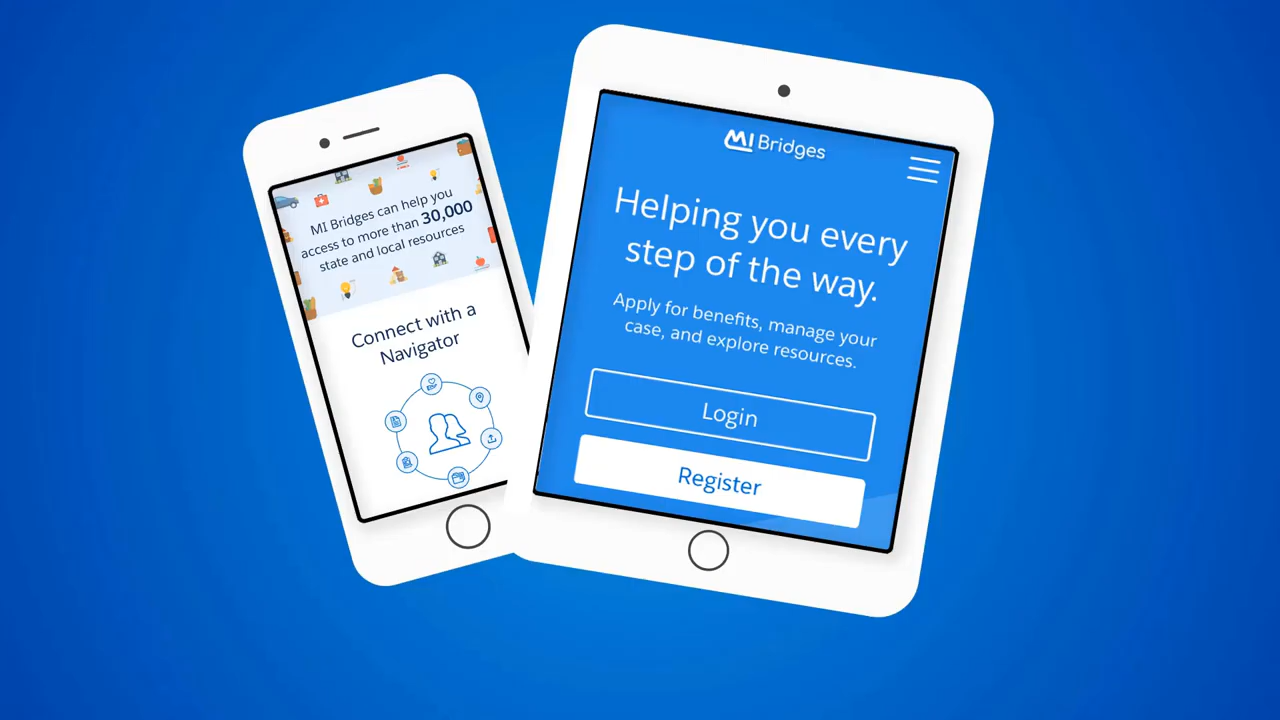 MI Bridges can help you
access to more than 30,000
state and local resources
Connect with a
Navigator
MI Bridges
Helping you every
step of the way.
Apply for benefits, manage your
case, and explore resources.
Login
Register